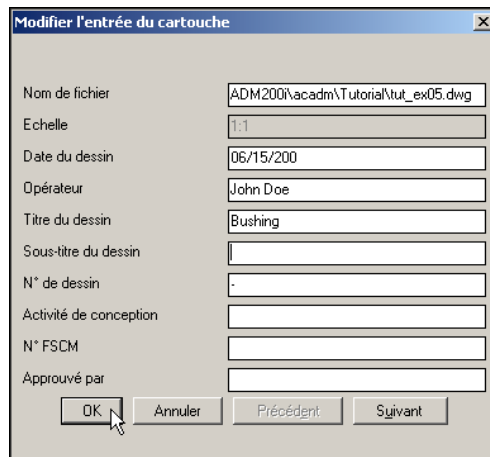 Modifier l'entrée du cartouche
Nom de fichier ADM200i\acadm\Tutorial\tut_ex05.dwg
Echelle 1:1
Date du dessin 06/15/200
Opérateur John Doe
Titre du dessin Bushing
Sous-titre du dessin
N° de dessin -
Activité de conception
N° FSCM
Approuvé par
OK Annuler Précédent Suivant